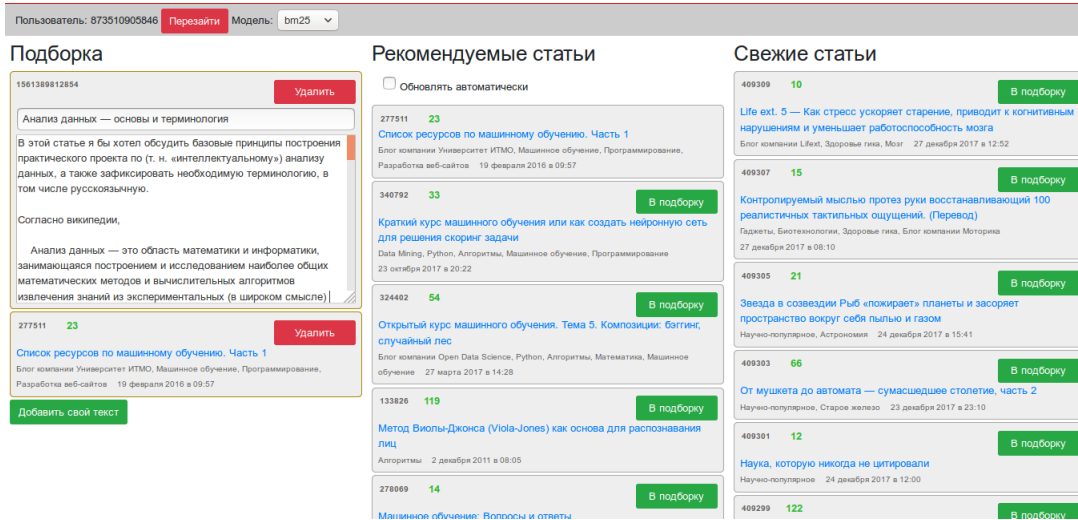 Пользователь: 873510905846 Перезайти Модель: bm25
Подборка
1561389812854
Удалить
Анализ данных — основы и терминология
В этой статье я бы хотел обсудить базовые принципы построения
практического проекта по (т. н. «интеллектуальному») анализу
данных, а также зафиксировать необходимую терминологию, в
том числе русскоязычную.
Согласно википедии,
Анализ данных — это область математики и информатики,
занимающаяся построением и исследованием наиболее общих
математических методов и вычислительных алгоритмов
извлечения знаний из экспериментальных (в широком смысле)
277511 23
Удалить
Список ресурсов по машинному обучению. Часть 1
Блог компании Университет ИТМО, Машинное обучение, Программирование,
Разработка веб-сайтов 19 февраля 2016 в 09:57
Добавить свой текст
Рекомендуемые статьи
Обновлять автоматически
277511 23
Список ресурсов по машинному обучению. Часть 1
Блог компании Университет ИТМО, Машинное обучение, Программирование,
Разработка веб-сайтов 19 февраля 2016 в 09:57
340792 33
В подборку
Краткий курс машинного обучения или как создать нейронную сеть
для решения скоринг задачи
Data Mining, Python, Алгоритмы, Машинное обучение, Программирование
23 октября 2017 в 20:22
324402 54
В подборку
Открытый курс машинного обучения. Тема 5. Композиции: бэггинг,
случайный лес
Блог компании Open Data Science, Python, Алгоритмы, Математика, Машинное
обучение 27 марта 2017 в 14:28
133826 119
В подборку
Метод Виолы-Джонса (Viola-Jones) как основа для распознавания
лиц
Алгоритмы 2 декабря 2011 в 08:05
278069 14
В подборку
Машинное обучение: Вопросы и ответы
Свежие статьи
409309 10
В подборку
Life ext. 5 — Как стресс ускоряет старение, приводит к когнитивным
нарушениям и уменьшает работоспособность мозга
Блог компании Lifext, Здоровье гика, Мозг 27 декабря 2017 в 12:52
409307 15
В подборку
Контролируемый мыслью протез руки восстанавливающий 100
реалистичных тактильных ощущений. (Перевод)
Гаджеты, Биотехнологии, Здоровье гика, Блог компании Моторика
27 декабря 2017 в 08:10
409305 21
В подборку
Звезда в созвездии Рыб «пожирает» планеты и засоряет
пространство вокруг себя пылью и газом
Научно-популярное, Астрономия 24 декабря 2017 в 15:41
409303 66
В подборку
От мушкета до автомата — сумасшедшее столетие, часть 2
Научно-популярное, Старое железо 23 декабря 2017 в 23:10
409301 12
В подборку
Наука, которую никогда не цитировали
Научно-популярное 24 декабря 2017 в 12:00
409299 122
В подборку